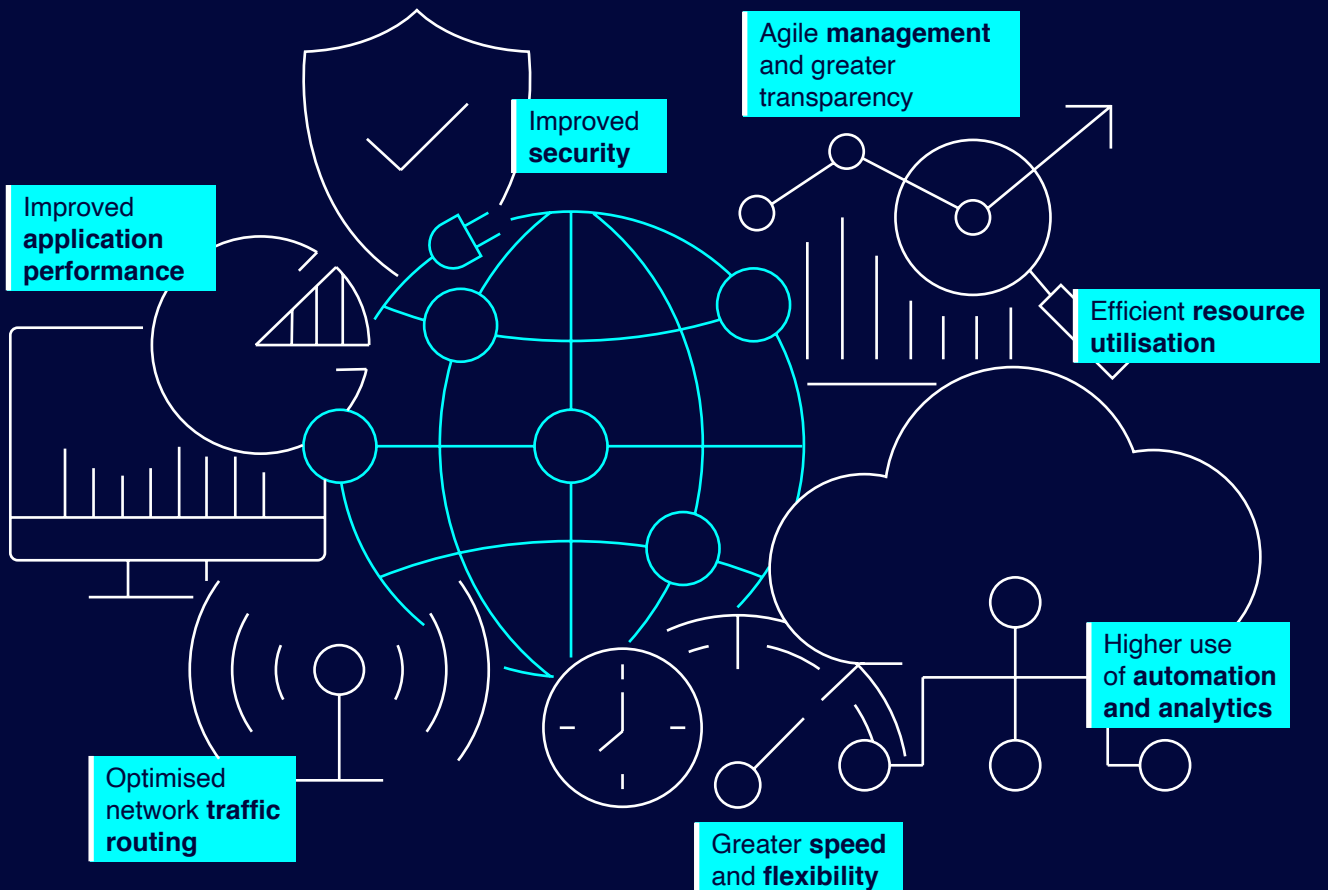 Agile management
and greater
transparency
Improved
security
Improved
application
performance
Efficient resource
utilisation
Higher use
of automation
and analytics
Optimised
network traffic
routing
Greater speed
and flexibility